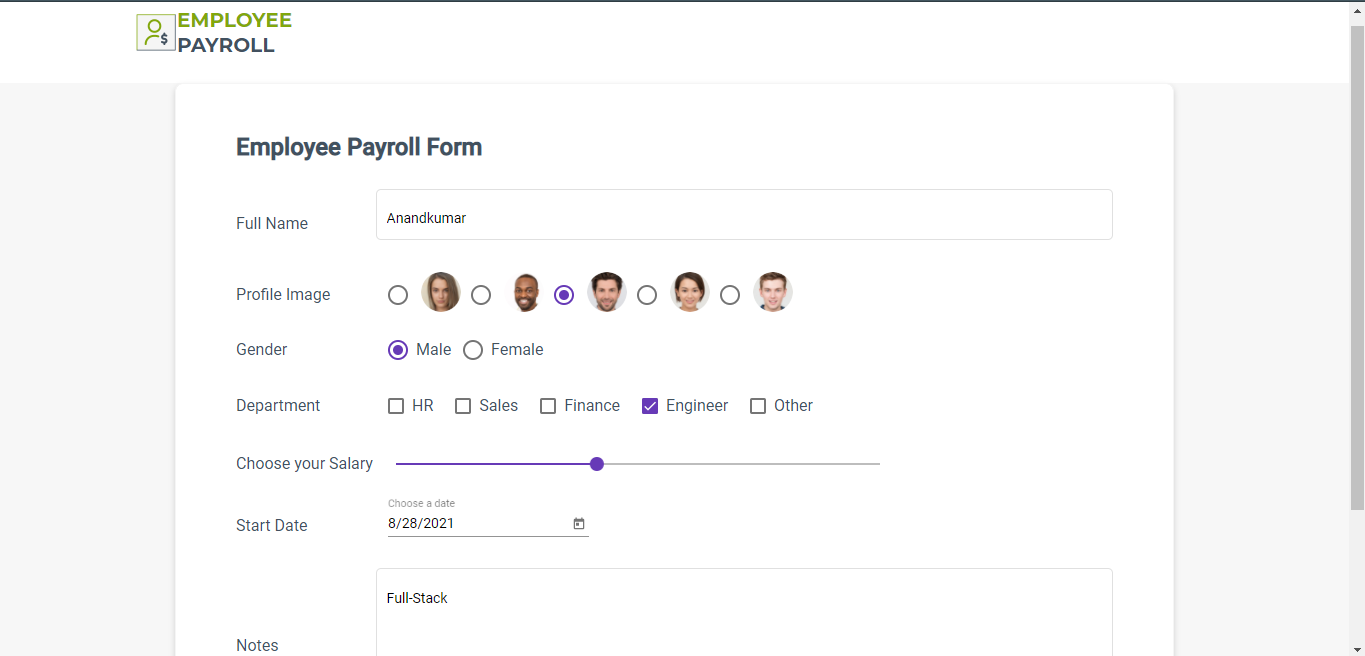 EMPLOYEE
PAYROLL
$
Employee Payroll Form
Full Name
Anandkumar
Profile Image
Gender
Male Female
Department
HR Sales Finance Engineer Other
Choose your Salary
Choose a date
Start Date
8/28/2021
Full-Stack
Notes